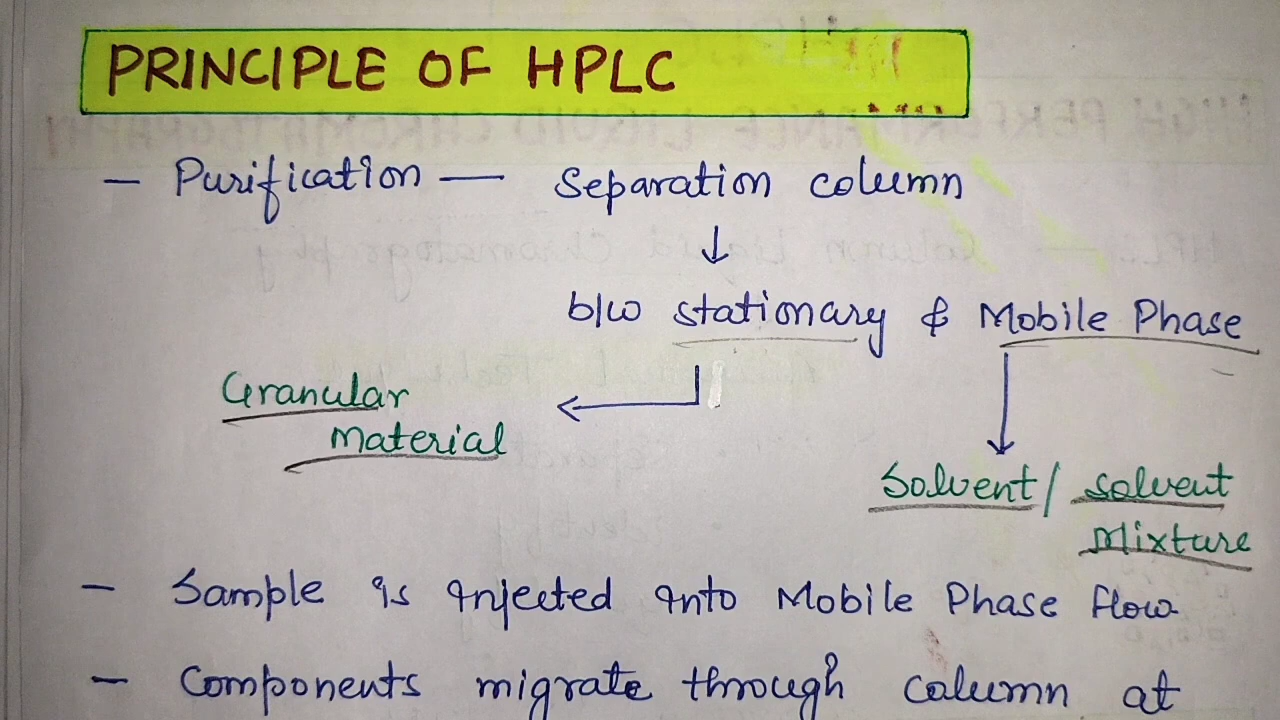 PRINCIPLE OF HPLC
- Purification — Separation column
↓
b/w stationary & Mobile Phase
Granular
Material
Solvent / solvent
Mixture
- Sample is injected into Mobile Phase flow
- Components migrate through column at